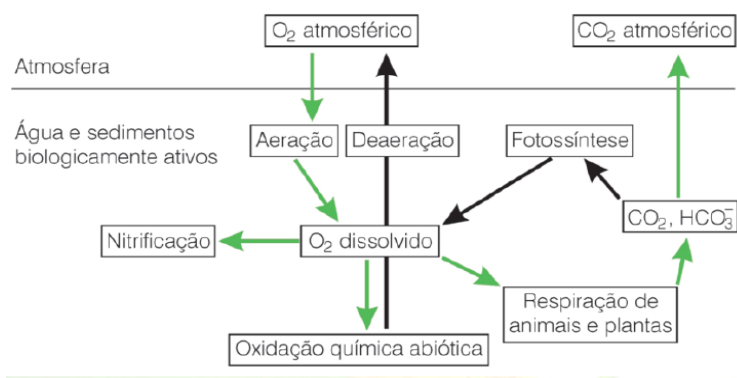 O₂ atmosférico
CO₂ atmosférico
Atmosfera
Água e sedimentos
biologicamente ativos
Aeração
Deaeração
Fotossíntese
CO₂, HCO₃⁻
Nitrificação
O₂ dissolvido
Respiração de
animais e plantas
Oxidação química abiótica